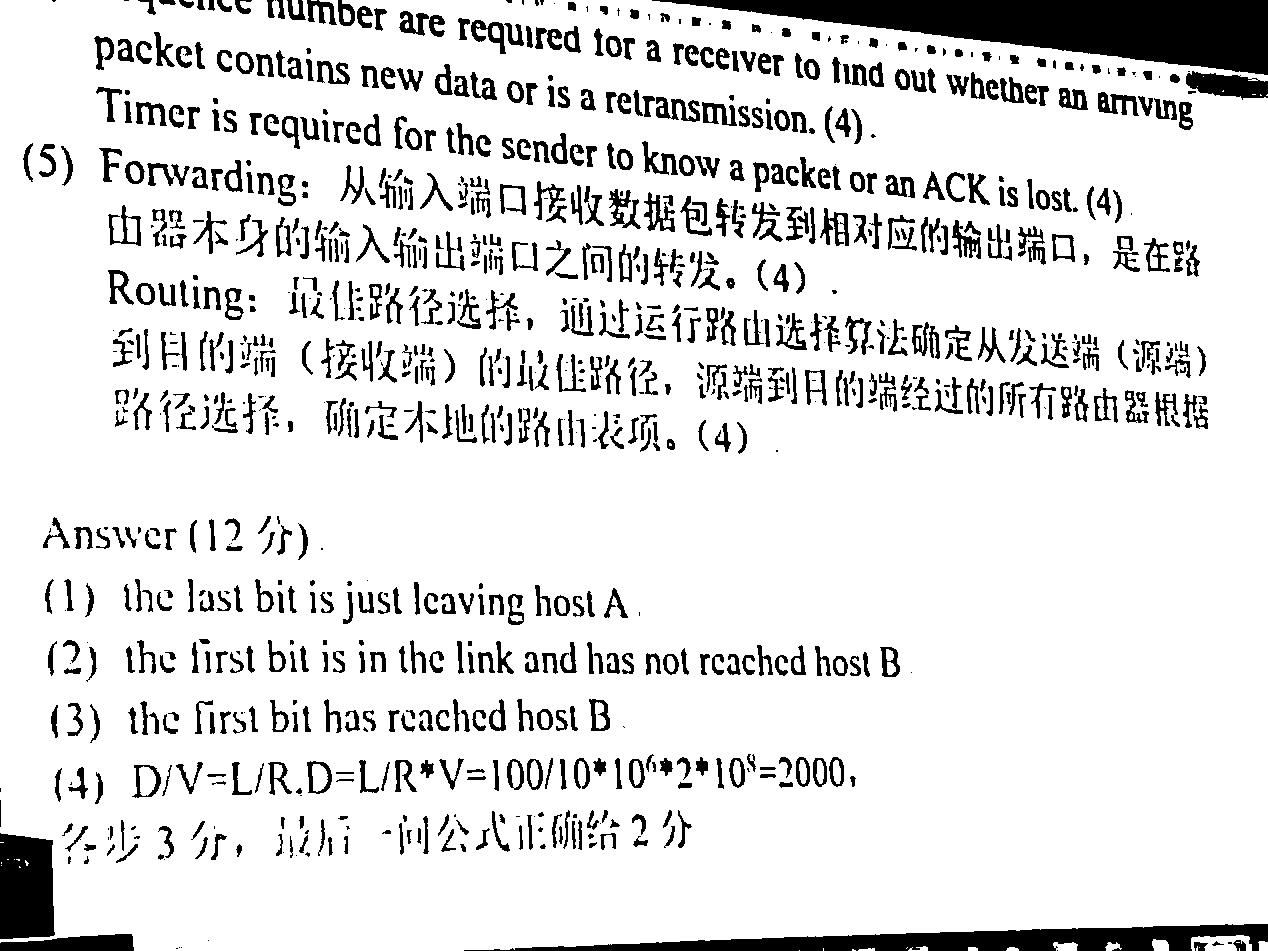 number are required for a receiver to find out whether an arriving
packet contains new data or is a retransmission. (4).
Timer is required for the sender to know a packet or an ACK is lost. (4)
(5) Forwarding：从输入端口接收数据包转发到相对应的输出端口，是在路
由器本身的输入输出端口之间的转发。(4).
Routing：最佳路径选择，通过运行路由选择算法确定从发送端（源端）
到目的端（接收端）的最佳路径，源端到目的端经过的所有路由器根据
路径选择，确定本地的路由表项。(4)
Answer (12 分)
(1) the last bit is just leaving host A
(2) the first bit is in the link and has not reached host B
(3) the first bit has reached host B
(4) D/V=L/R,D=L/R*V=100/10*10⁶*2*10⁸=2000,
各步 3 分，最后一问公式正确给 2 分